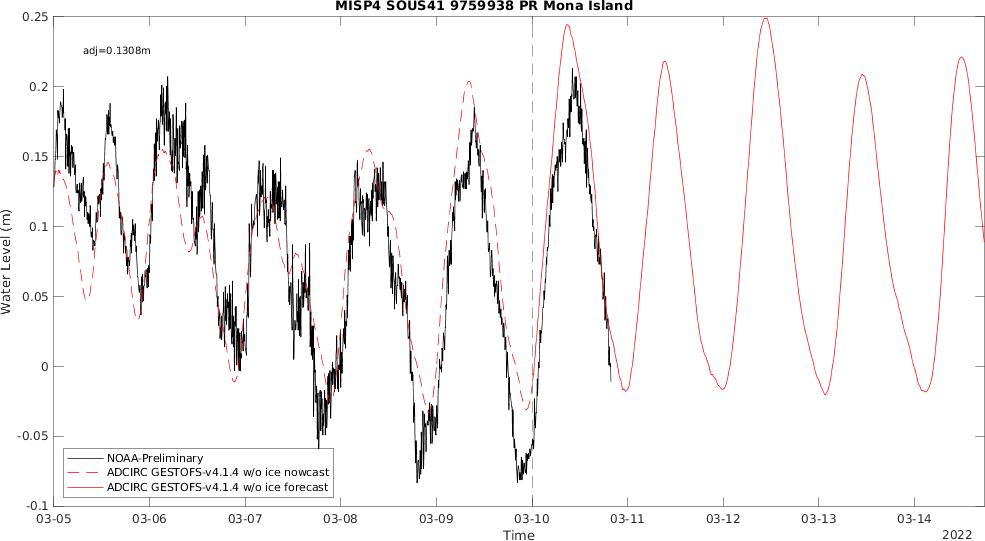 MISP4 SOUS41 9759938 PR Mona Island
adj=0.1308m
0.25
0.2
0.15
0.1
0.05
0
-0.05
-0.1
Water Level (m)
NOAA-Preliminary
ADCIRC GESTOFS-v4.1.4 w/o ice nowcast
ADCIRC GESTOFS-v4.1.4 w/o ice forecast
03-05 03-06 03-07 03-08 03-09 03-10 03-11 03-12 03-13 03-14
Time
2022